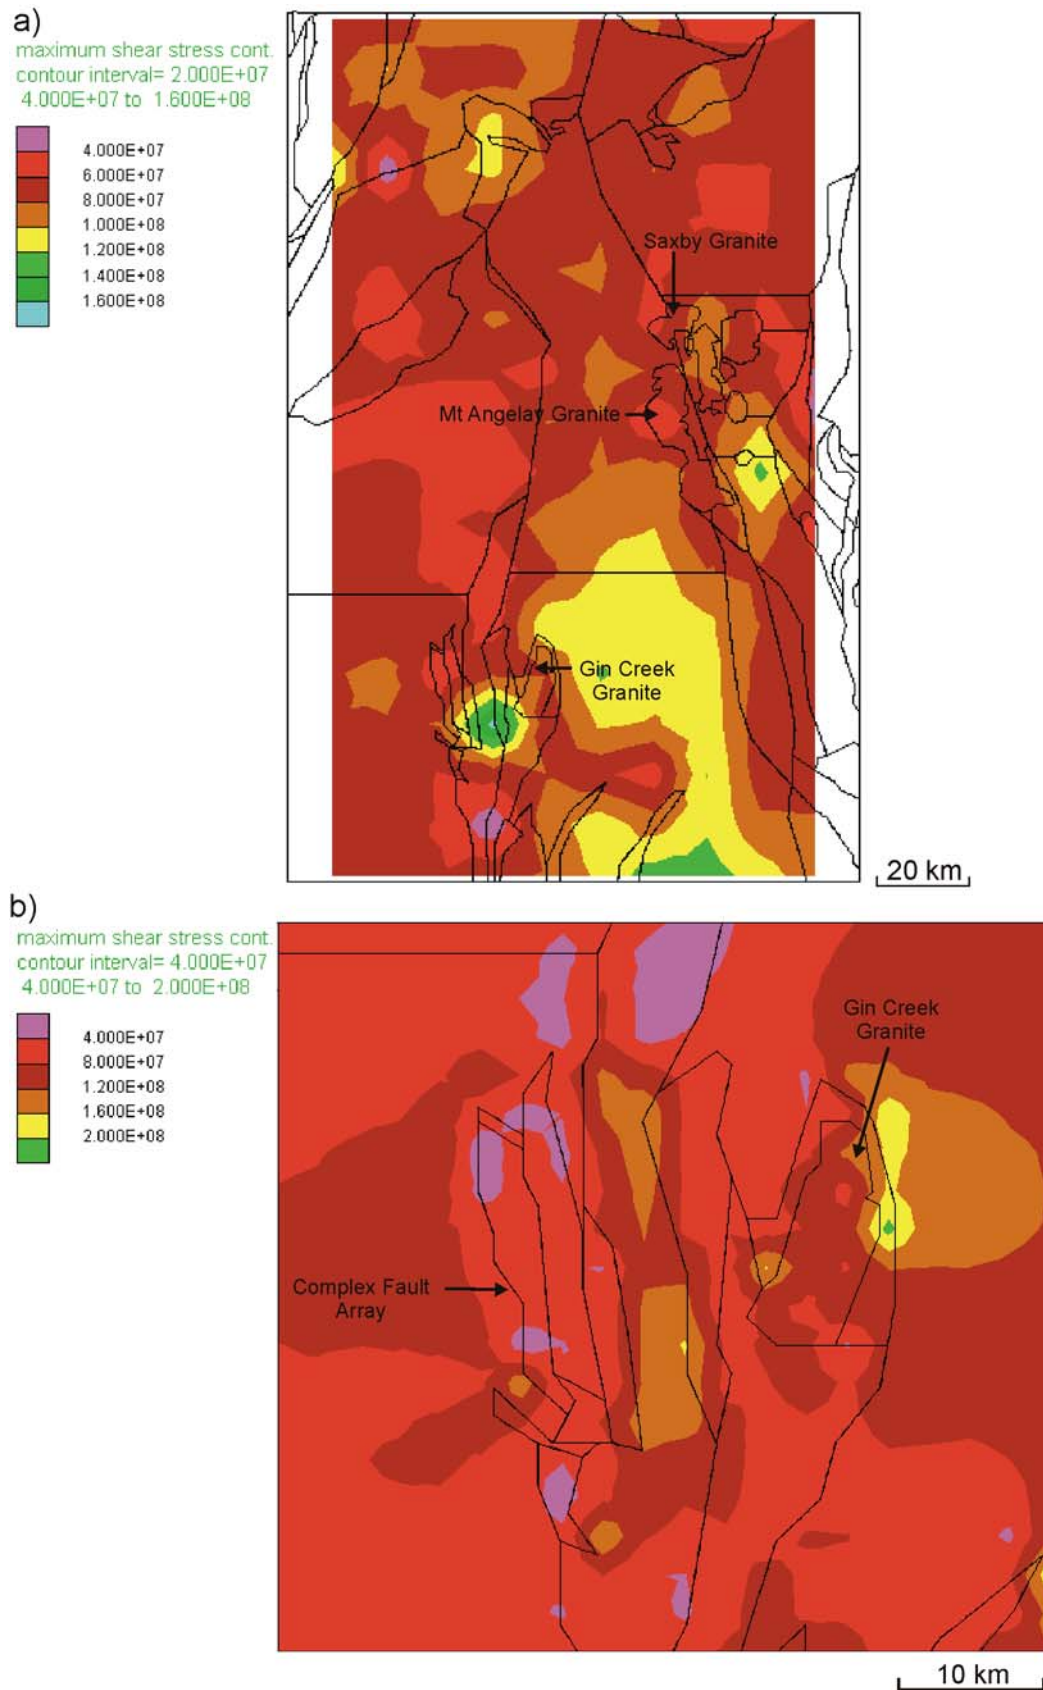 a)
maximum shear stress cont.
contour interval= 2.000E+07
4.000E+07 to 1.600E+08
4.000E+07
6.000E+07
8.000E+07
1.000E+08
1.200E+08
1.400E+08
1.600E+08
Saxby Granite
Mt Angelay Granite
Gin Creek
Granite
20 km
b)
maximum shear stress cont.
contour interval= 4.000E+07
4.000E+07 to 2.000E+08
4.000E+07
8.000E+07
1.200E+08
1.600E+08
2.000E+08
Gin Creek
Granite
Complex Fault
Array
10 km